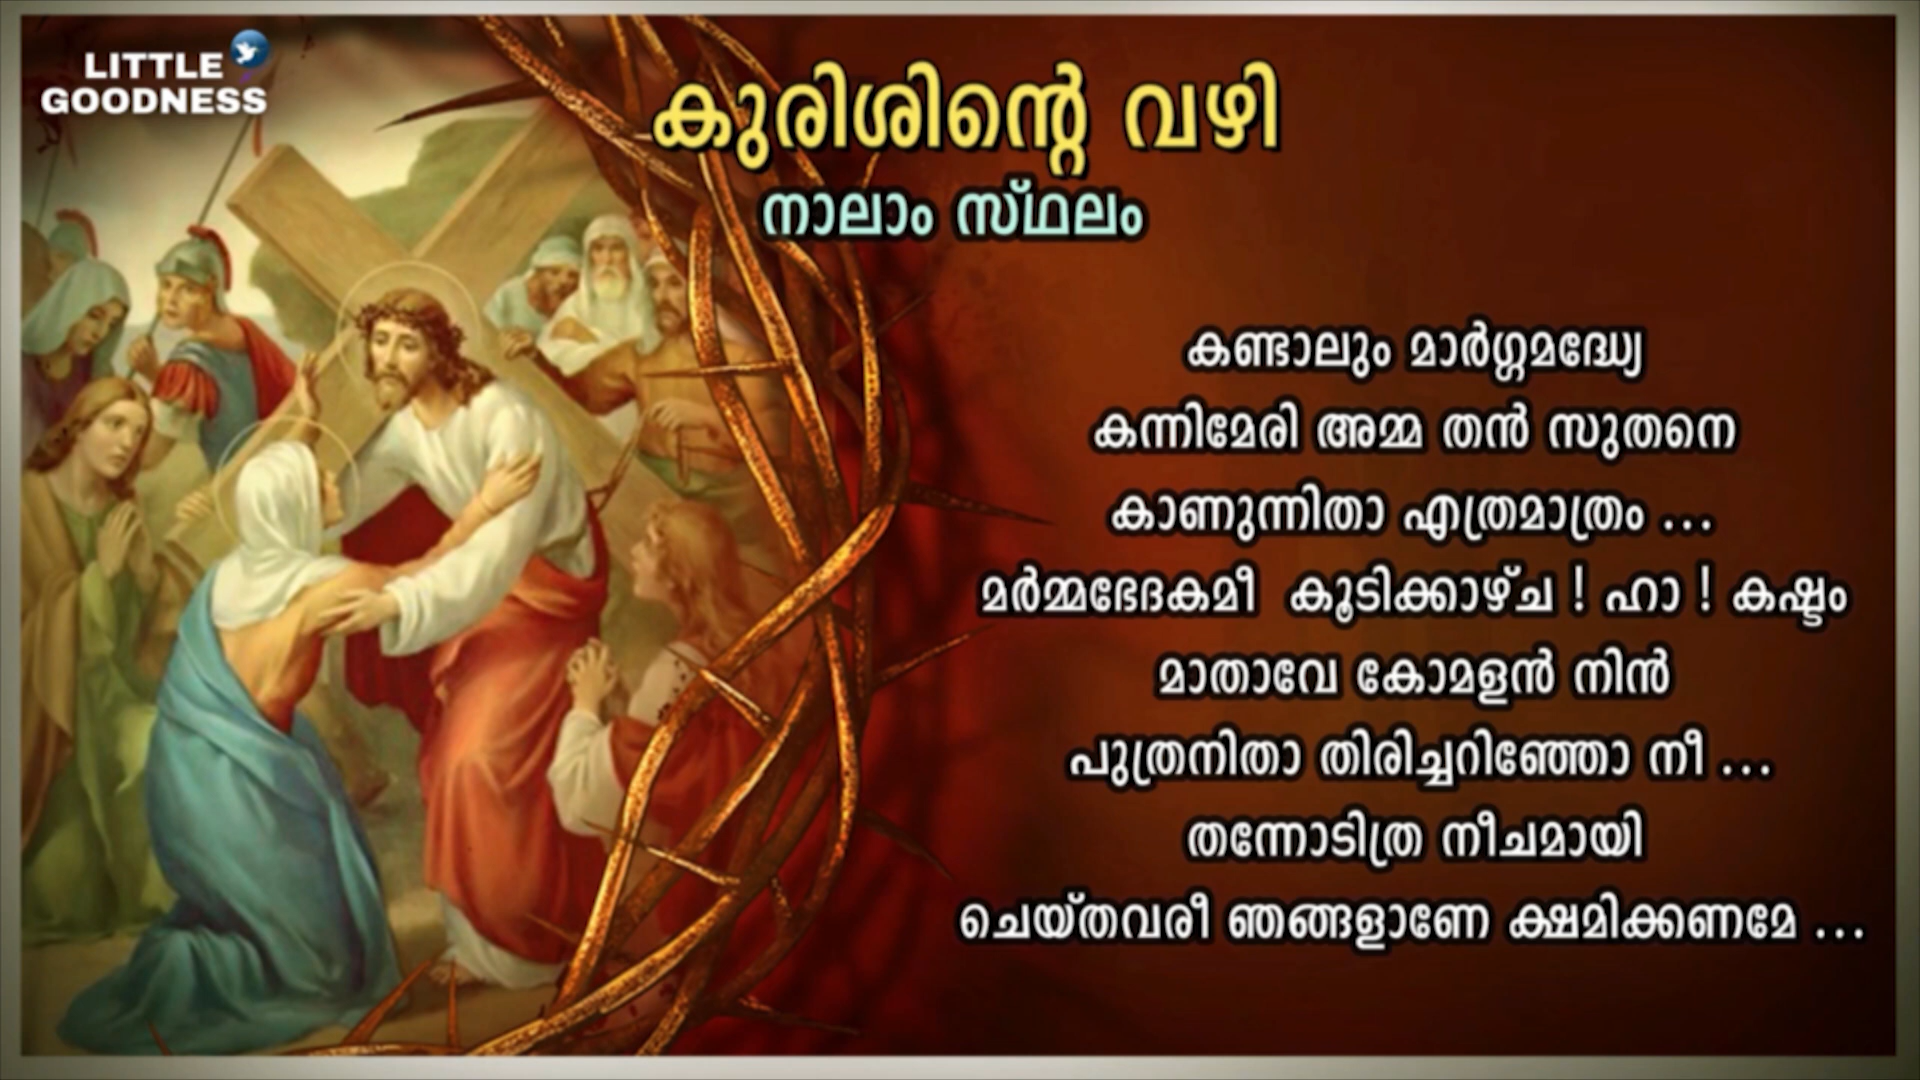 LITTLE
GOODNESS
കുരിശിന്റെ വഴി
നാലാം സ്ഥലം
കണ്ടാലും മാർഗ്ഗമദ്ധ്യേ
കന്നിമേരി അമ്മ തൻ സുതനെ
കാണുന്നിതാ എത്രമാത്രം ...
മർമ്മഭേദകമീ കൂടിക്കാഴ്ച ! ഹാ ! കഷ്ടം
മാതാവേ കോമളൻ നിൻ
പുത്രനിതാ തിരിച്ചറിഞ്ഞോ നീ ...
തന്നോടിത്ര നീചമായി
ചെയ്തവരീ ഞങ്ങളാണേ ക്ഷമിക്കണമേ ...